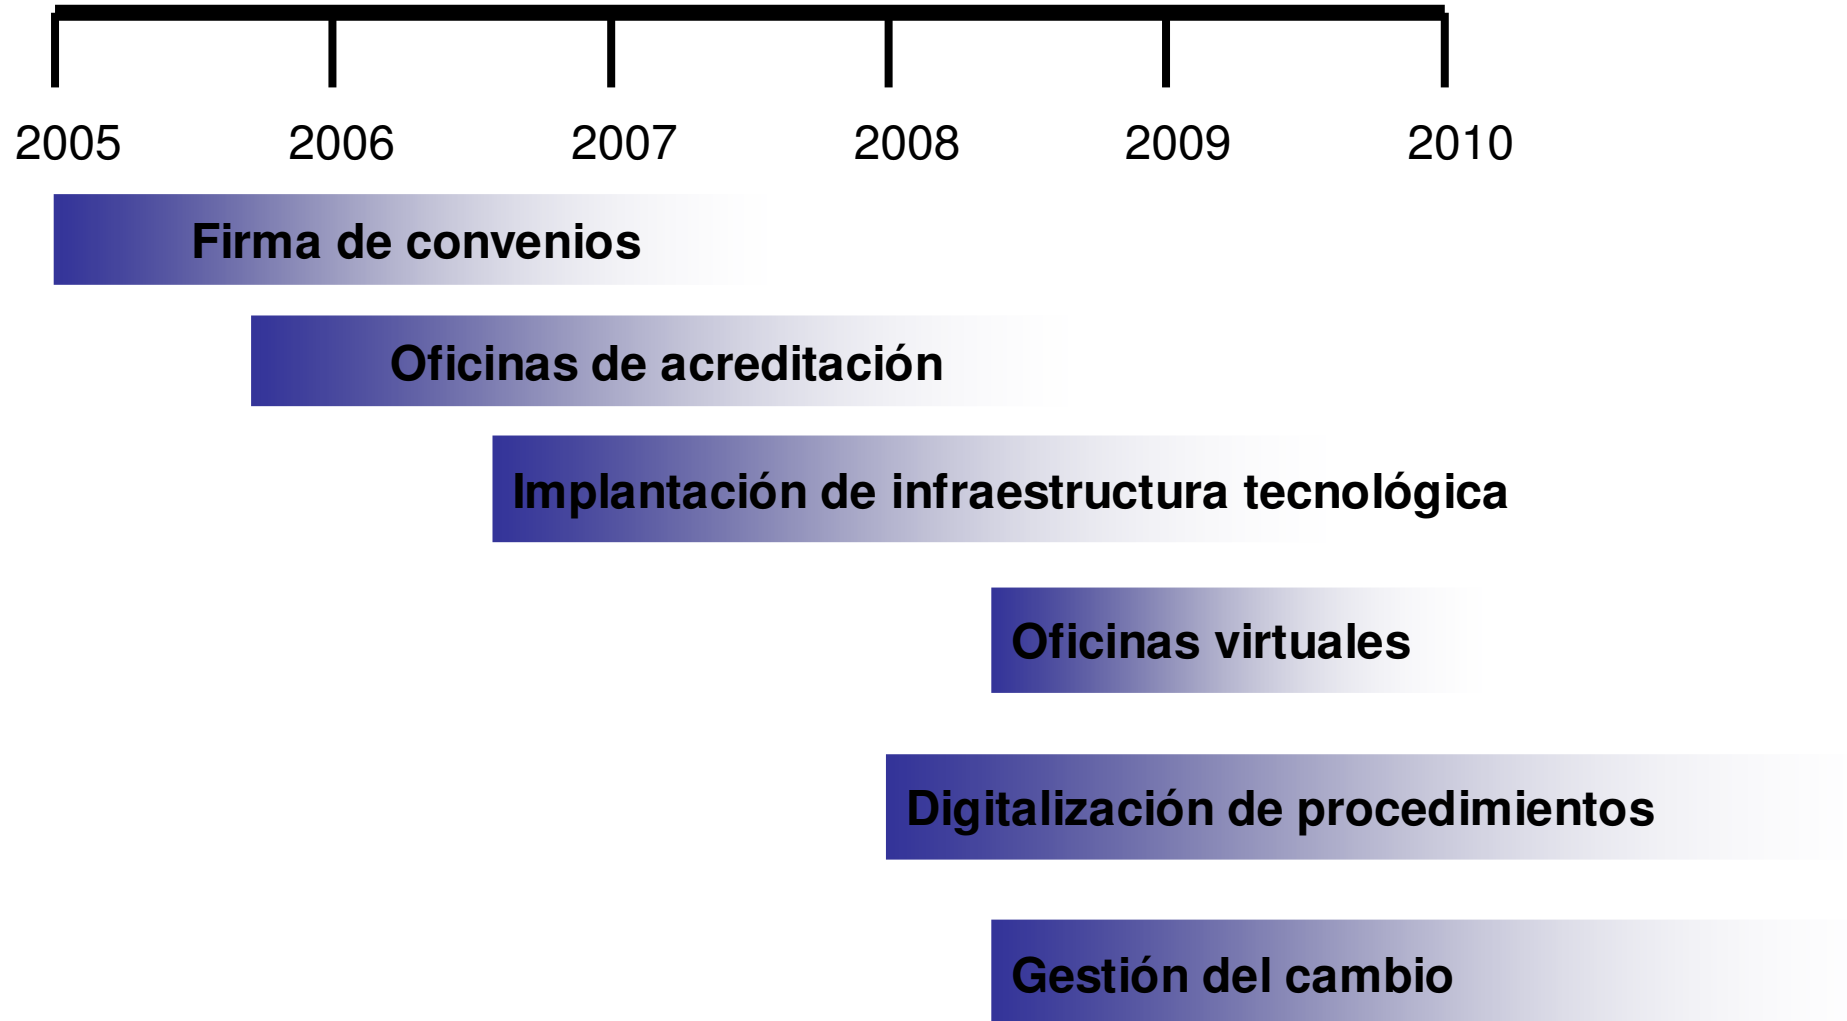 2005 2006 2007 2008 2009 2010
Firma de convenios
Oficinas de acreditación
Implantación de infraestructura tecnológica
Oficinas virtuales
Digitalización de procedimientos
Gestión del cambio